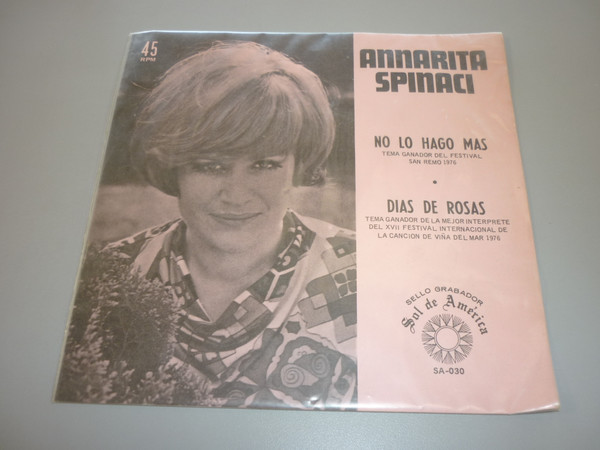 45
RPM
ANNARITA
SPINACI
NO LO HAGO MAS
TEMA GANADOR DEL FESTIVAL
SAN REMO 1976
DIAS DE ROSAS
TEMA GANADOR DE LA MEJOR INTERPRETE
DEL XVII FESTIVAL INTERNACIONAL DE
LA CANCION DE VIÑA DEL MAR 1976
SELLO GRABADOR
Sol de América
SA-030